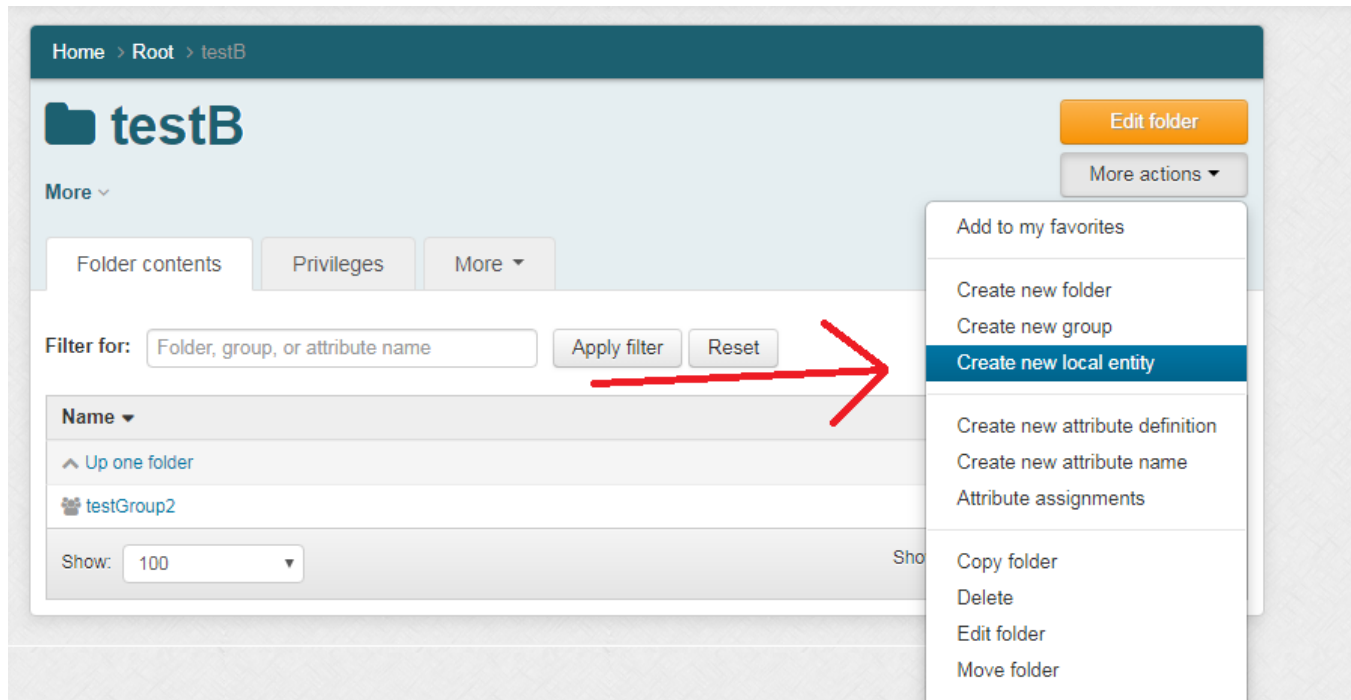 Home > Root > testB
testB
Edit folder
More actions
More
Add to my favorites
Folder contents
Privileges
More
Create new folder
Create new group
Filter for:
Folder, group, or attribute name
Apply filter
Reset
Create new local entity
Name
Create new attribute definition
Up one folder
Create new attribute name
testGroup2
Attribute assignments
Show:
100
Sho
Copy folder
Delete
Edit folder
Move folder